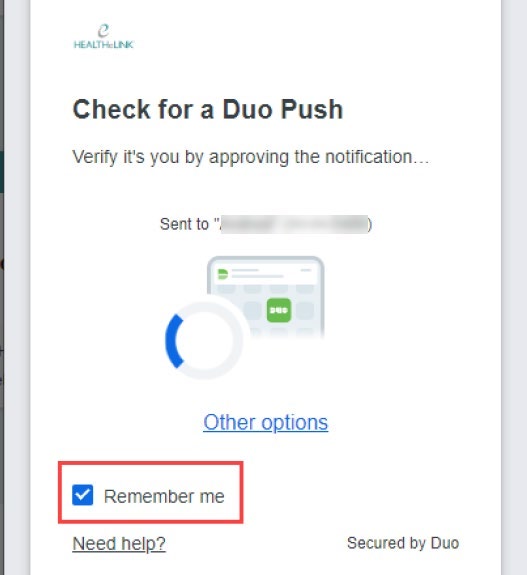 HEALTHeLINK
Check for a Duo Push
Verify it's you by approving the notification...
Sent to " )
DUO
Other options
Remember me
Need help?
Secured by Duo